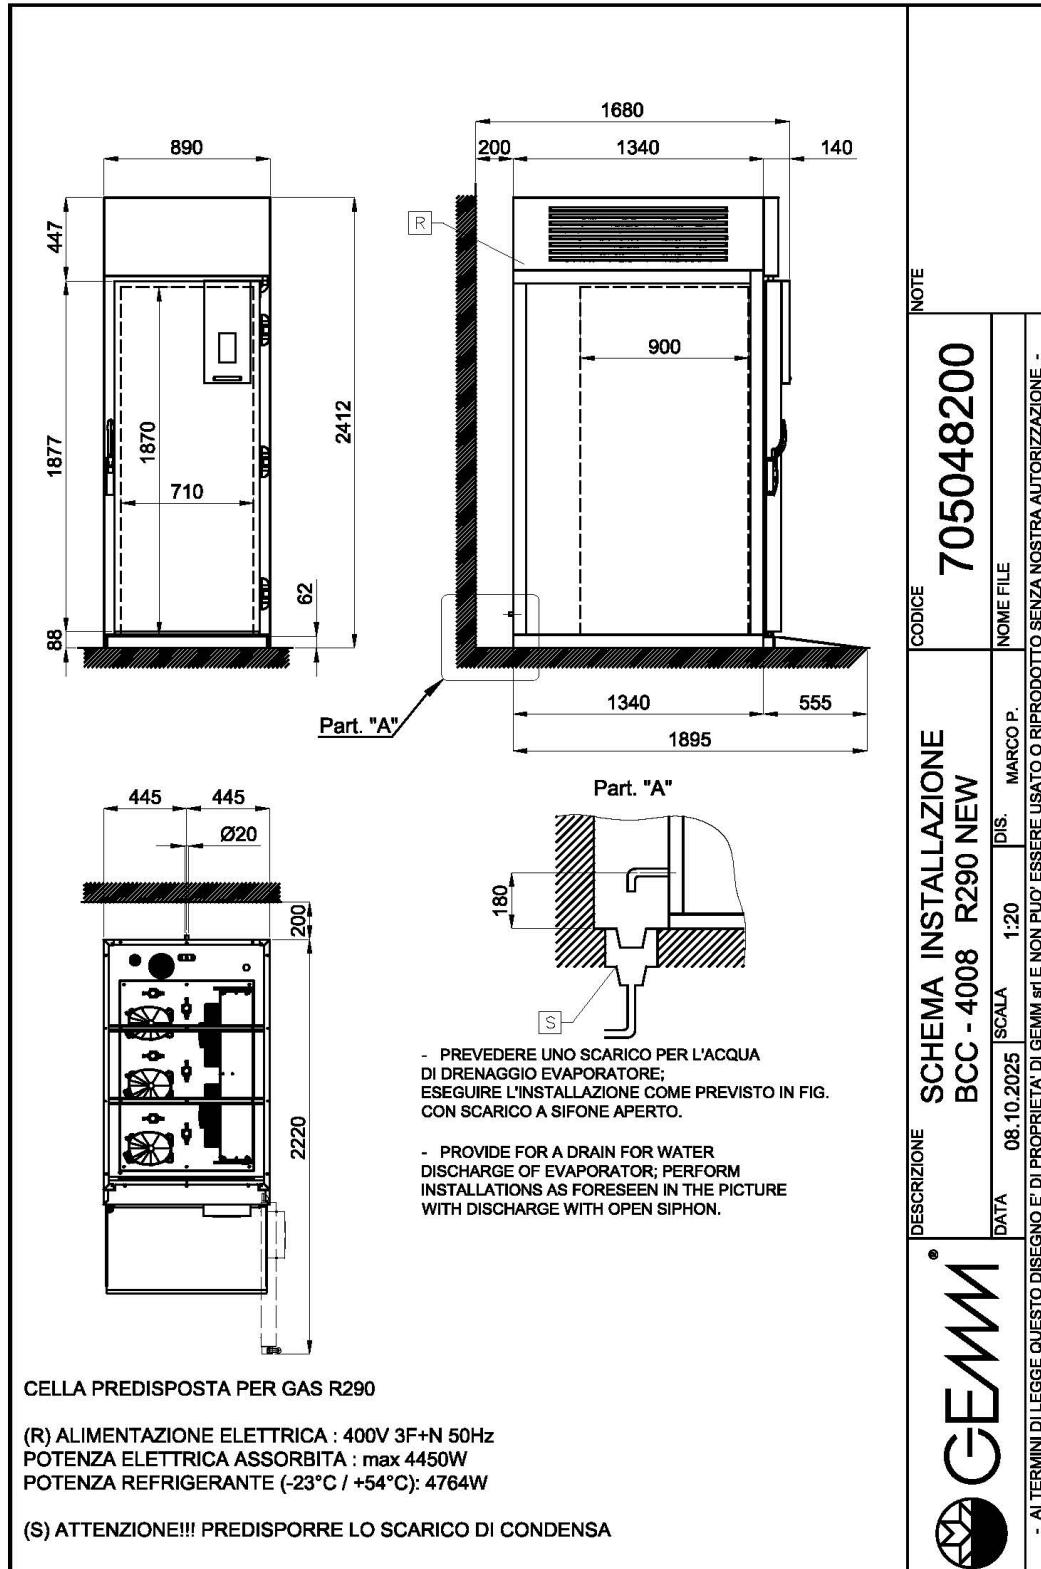 1680
890
200
1340
140
447
R
900
1877
1870
2412
710
62
88
Part. "A"
1340
555
1895
445
445
Ø20
200
2220
Part. "A"
180
S
- PREVEDERE UNO SCARICO PER L'ACQUA
DI DRENAGGIO EVAPORATORE;
ESEGUIRE L'INSTALLAZIONE COME PREVISTO IN FIG.
CON SCARICO A SIFONE APERTO.
- PROVIDE FOR A DRAIN FOR WATER
DISCHARGE OF EVAPORATOR; PERFORM
INSTALLATIONS AS FORESEEN IN THE PICTURE
WITH DISCHARGE WITH OPEN SIPHON.
CELLA PREDISPOSTA PER GAS R290
(R) ALIMENTAZIONE ELETTRICA : 400V 3F+N 50Hz
POTENZA ELETTRICA ASSORBITA : max 4450W
POTENZA REFRIGERANTE (-23°C / +54°C): 4764W
(S) ATTENZIONE!!! PREDISPORRE LO SCARICO DI CONDENSA
GEMM®
DESCRIZIONE
SCHEMA INSTALLAZIONE
BCC - 4008 R290 NEW
DATA 08.10.2025
SCALA 1:20
DIS. MARCO P.
CODICE
705048200
NOME FILE
NOTE
- AI TERMINI DI LEGGE QUESTO DISEGNO E' DI PROPRIETA' DI GEMM srl E NON PUO' ESSERE USATO O RIPRODOTTO SENZA NOSTRA AUTORIZZAZIONE -